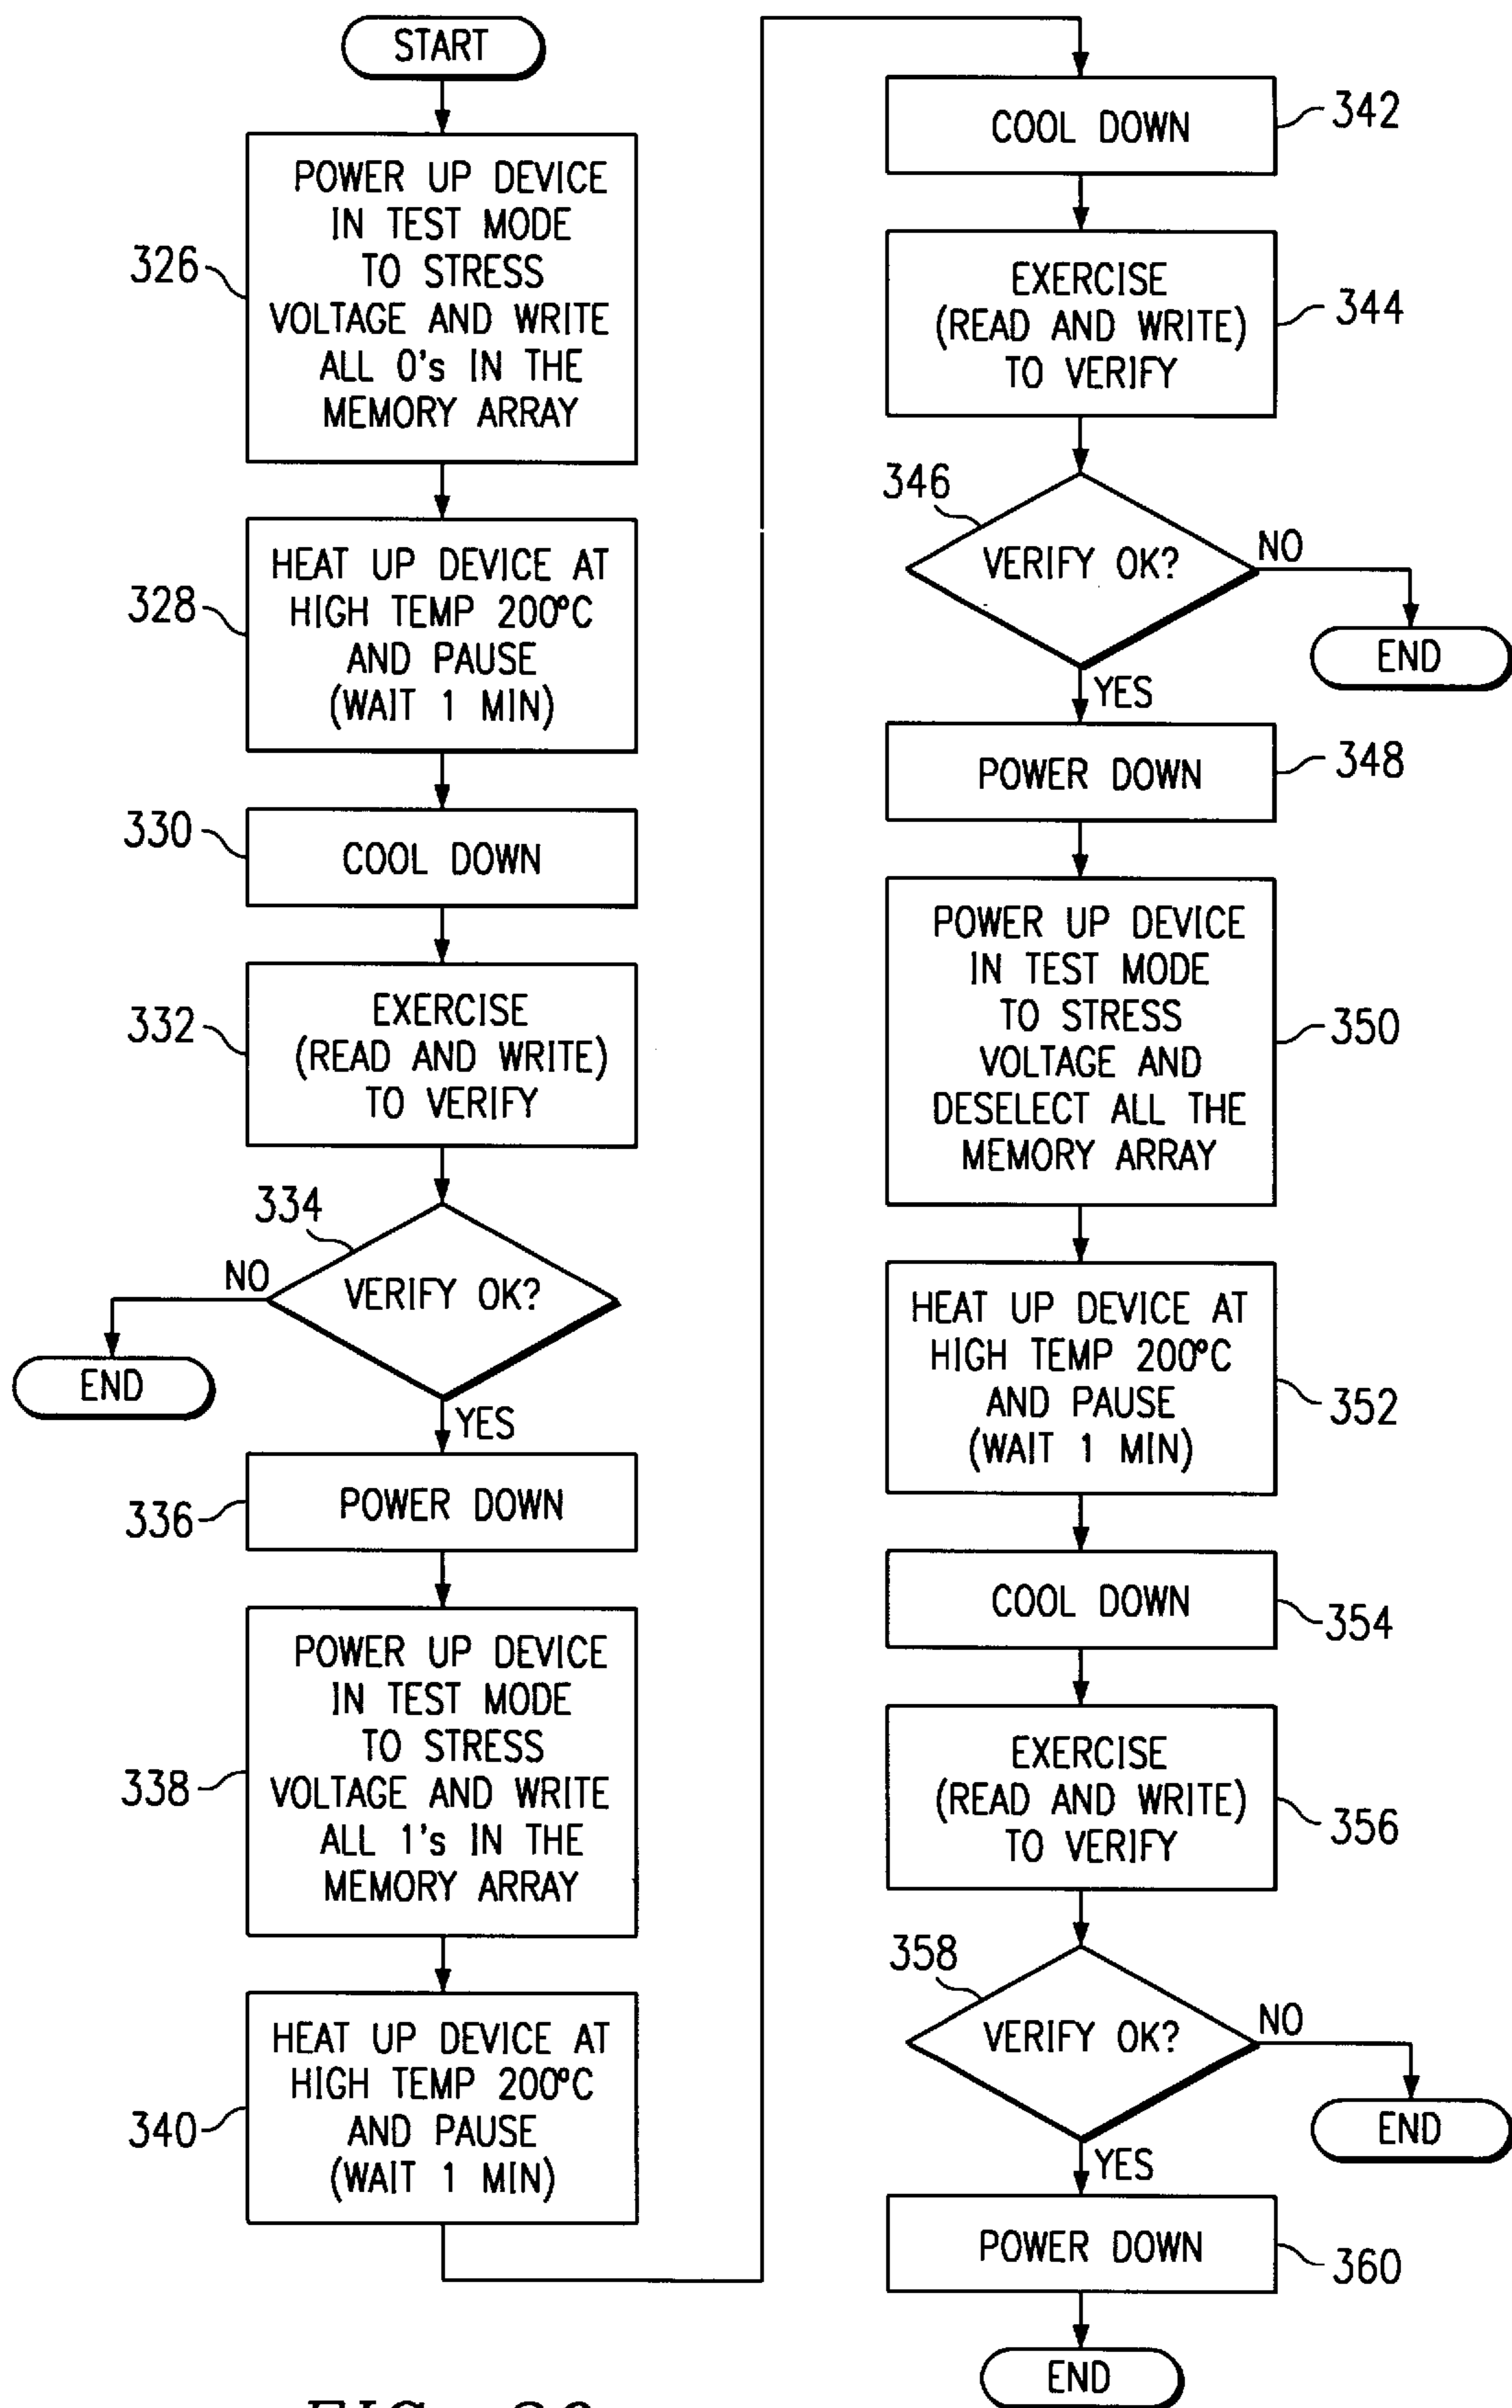 START
326
POWER UP DEVICE
IN TEST MODE
TO STRESS
VOLTAGE AND WRITE
ALL 0's IN THE
MEMORY ARRAY
328
HEAT UP DEVICE AT
HIGH TEMP 200°C
AND PAUSE
(WAIT 1 MIN)
330
COOL DOWN
332
EXERCISE
(READ AND WRITE)
TO VERIFY
334
VERIFY OK?
NO
END
YES
336
POWER DOWN
338
POWER UP DEVICE
IN TEST MODE
TO STRESS
VOLTAGE AND WRITE
ALL 1's IN THE
MEMORY ARRAY
340
HEAT UP DEVICE AT
HIGH TEMP 200°C
AND PAUSE
(WAIT 1 MIN)
342
COOL DOWN
344
EXERCISE
(READ AND WRITE)
TO VERIFY
346
VERIFY OK?
NO
END
YES
348
POWER DOWN
350
POWER UP DEVICE
IN TEST MODE
TO STRESS
VOLTAGE AND
DESELECT ALL THE
MEMORY ARRAY
352
HEAT UP DEVICE AT
HIGH TEMP 200°C
AND PAUSE
(WAIT 1 MIN)
354
COOL DOWN
356
EXERCISE
(READ AND WRITE)
TO VERIFY
358
VERIFY OK?
NO
END
YES
360
POWER DOWN
END